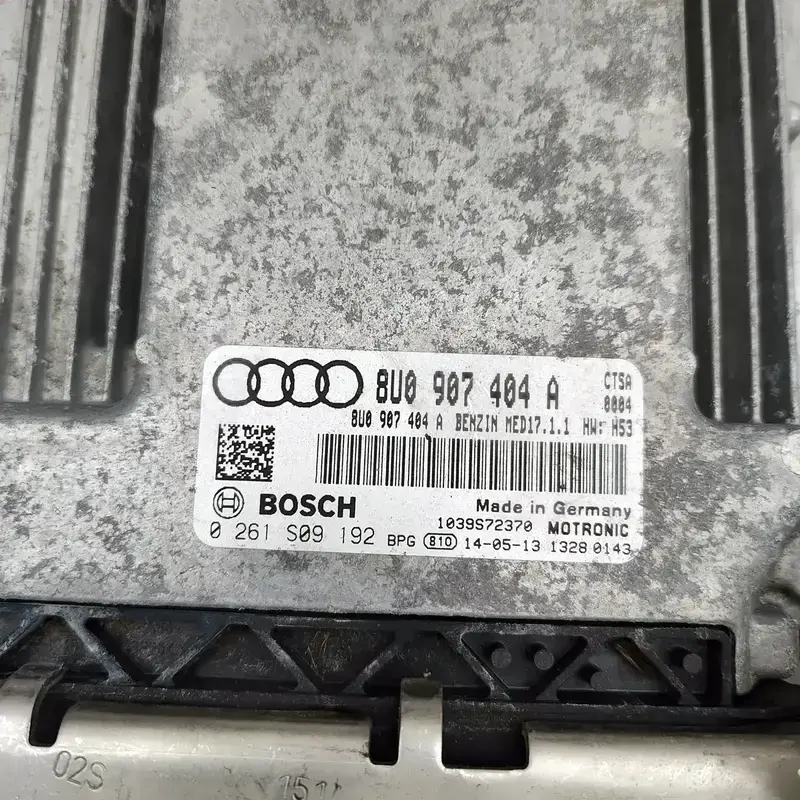 8U0 907 404 A CTSA
0004
8U0 907 404 A BENZIN MED17.1.1 HW: H53
BOSCH Made in Germany
1039S72370 MOTRONIC
0 261 S09 192 BPG 810 14-05-13 1328 0143
02S